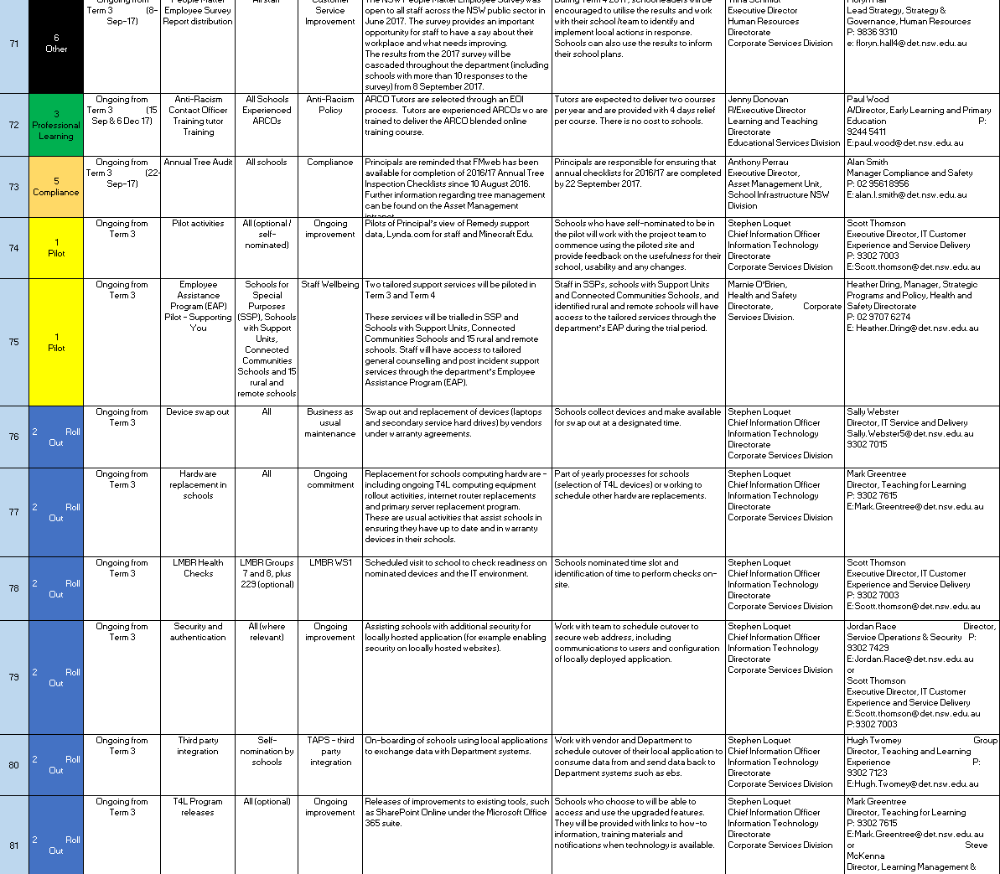 71
6
Other
Ongoing from
Term 3 (8-
Sep-17)
People Matter
Employee Survey
Report distribution
All staff
Customer
Service
Improvement
The NSW People Matter Employee Survey was
open to all staff across the NSW public sector in
June 2017. The survey provides an important
opportunity for staff to have a say about their
workplace and what needs improving.
The results from the 2017 survey will be
cascaded throughout the department (including
schools with more than 10 responses to the
survey) from 8 September 2017.
During Term 4 2017, school leaders will be
encouraged to utilise the results and work
with their school /team to identify and
implement local actions in response.
Schools can also use the results to inform
their school plans.
Executive Director
Human Resources
Directorate
Corporate Services Division
Lead Strategy, Strategy &
Governance, Human Resources
P: 9836 9310
e: floryn.hall4@det.nsw.edu.au
72
3
Professional
Learning
Ongoing from
Term 3 (15
Sep & 6 Dec 17)
Anti-Racism
Contact Officer
Training tutor
Training
All Schools
Experienced
ARCOs
Anti-Racism
Policy
ARCO Tutors are selected through an EOI
process. Tutors are experienced ARCOs wo are
trained to deliver the ARCO blended online
training course.
Tutors are expected to deliver two courses
per year and are provided with 4 days relief
per course. There is no cost to schools.
Jenny Donovan
R/Executive Director
Learning and Teaching
Directorate
Educational Services Division
Paul Wood
A/Director, Early Learning and Primary
Education P:
9244 5411
E:paul.wood@det.nsw.edu.au
73
5
Compliance
Ongoing from
Term 3 (22-
Sep-17)
Annual Tree Audit
All schools
Compliance
Principals are reminded that FMweb has been
available for completion of 2016/17 Annual Tree
Inspection Checklists since 10 August 2016.
Further information regarding tree management
can be found on the Asset Management
intranet.
Principals are responsible for ensuring that
annual checklists for 2016/17 are completed
by 22 September 2017.
Anthony Perrau
Executive Director,
Asset Management Unit,
School Infrastructure NSW
Division
Alan Smith
Manager Compliance and Safety
P: 02 95618956
E:alan.l.smith@det.nsw.edu.au
74
1
Pilot
Ongoing from
Term 3
Pilot activities
All (optional /
self-
nominated)
Ongoing
improvement
Pilots of Principal's view of Remedy support
data, Lynda.com for staff and Minecraft Edu.
Schools who have self-nominated to be in
the pilot will work with the project team to
commence using the piloted site and
provide feedback on the usefulness for their
school, usability and any changes.
Stephen Loquet
Chief Information Officer
Information Technology
Directorate
Corporate Services Division
Scott Thomson
Executive Director, IT Customer
Experience and Service Delivery
P: 9302 7003
E:Scott.thomson@det.nsw.edu.au
75
1
Pilot
Ongoing from
Term 3
Employee
Assistance
Program (EAP)
Pilot - Supporting
You
Schools for
Special
Purposes
(SSP), Schools
with Support
Units,
Connected
Communities
Schools and 15
rural and
remote schools
Staff Wellbeing
Two tailored support services will be piloted in
Term 3 and Term 4
These services will be trialled in SSP and
Schools with Support Units, Connected
Communities Schools and 15 rural and remote
schools. Staff will have access to tailored
general counselling and post incident support
services through the department's Employee
Assistance Program (EAP).
Staff in SSPs, schools with Support Units
and Connected Communities Schools, and
identified rural and remote schools will have
access to the tailored services through the
department's EAP during the trial period.
Marnie O'Brien,
Health and Safety
Directorate, Corporate
Services Division.
Heather Dring, Manager, Strategic
Programs and Policy, Health and
Safety Directorate
P: 02 9707 6274
E: Heather.Dring@det.nsw.edu.au
76
2 Roll
Out
Ongoing from
Term 3
Device swap out
All
Business as
usual
maintenance
Swap out and replacement of devices (laptops
and secondary service hard drives) by vendors
under warranty agreements.
Schools collect devices and make available
for swap out at a designated time.
Stephen Loquet
Chief Information Officer
Information Technology
Directorate
Corporate Services Division
Sally Webster
Director, IT Service and Delivery
Sally.Webster5@det.nsw.edu.au
9302 7015
77
2 Roll
Out
Ongoing from
Term 3
Hardware
replacement in
schools
All
Ongoing
commitment
Replacement for schools computing hardware -
including ongoing T4L computing equipment
rollout activities, internet router replacements
and primary server replacement program.
These are usual activities that assist schools in
ensuring they have up to date and in warranty
devices in their schools.
Part of yearly processes for schools
(selection of T4L devices) or working to
schedule other hardware replacements.
Stephen Loquet
Chief Information Officer
Information Technology
Directorate
Corporate Services Division
Mark Greentree
Director, Teaching for Learning
P: 9302 7615
E:Mark.Greentree@det.nsw.edu.au
78
2 Roll
Out
Ongoing from
Term 3
LMBR Health
Checks
LMBR Groups
7 and 8, plus
229 (optional)
LMBR WS1
Scheduled visit to school to check readiness on
nominated devices and the IT environment.
Schools nominated time slot and
identification of time to perform checks on-
site.
Stephen Loquet
Chief Information Officer
Information Technology
Directorate
Corporate Services Division
Scott Thomson
Executive Director, IT Customer
Experience and Service Delivery
P: 9302 7003
E:Scott.thomson@det.nsw.edu.au
79
2 Roll
Out
Ongoing from
Term 3
Security and
authentication
All (where
relevant)
Ongoing
improvement
Assisting schools with additional security for
locally hosted application (for example enabling
security on locally hosted websites).
Work with team to schedule cutover to
secure web address, including
communications to users and configuration
of locally deployed application.
Stephen Loquet
Chief Information Officer
Information Technology
Directorate
Corporate Services Division
Jordan Race Director,
Service Operations & Security P:
9302 7429
E:Jordan.Race@det.nsw.edu.au
or
Scott Thomson
Executive Director, IT Customer
Experience and Service Delivery
E:Scott.thomson@det.nsw.edu.au
P:9302 7003
80
2 Roll
Out
Ongoing from
Term 3
Third party
integration
Self-
nomination by
schools
TAPS - third
party
integration
On-boarding of schools using local applications
to exchange data with Department systems.
Work with vendor and Department to
schedule cutover of their local application to
consume data from and send data back to
Department systems such as ebs.
Stephen Loquet
Chief Information Officer
Information Technology
Directorate
Corporate Services Division
Hugh Twomey Group
Director, Teaching and Learning
Experience P:
9302 7123
E:Hugh.Twomey@det.nsw.edu.au
81
2 Roll
Out
Ongoing from
Term 3
T4L Program
releases
All (optional)
Ongoing
improvement
Releases of improvements to existing tools, such
as SharePoint Online under the Microsoft Office
365 suite.
Schools who choose to will be able to
access and use the upgraded features.
They will be provided with links to how-to
information, training materials and
notifications when technology is available.
Stephen Loquet
Chief Information Officer
Information Technology
Directorate
Corporate Services Division
Mark Greentree
Director, Teaching for Learning
P: 9302 7615
E:Mark.Greentree@det.nsw.edu.au
or Steve
McKenna
Director, Learning Management &